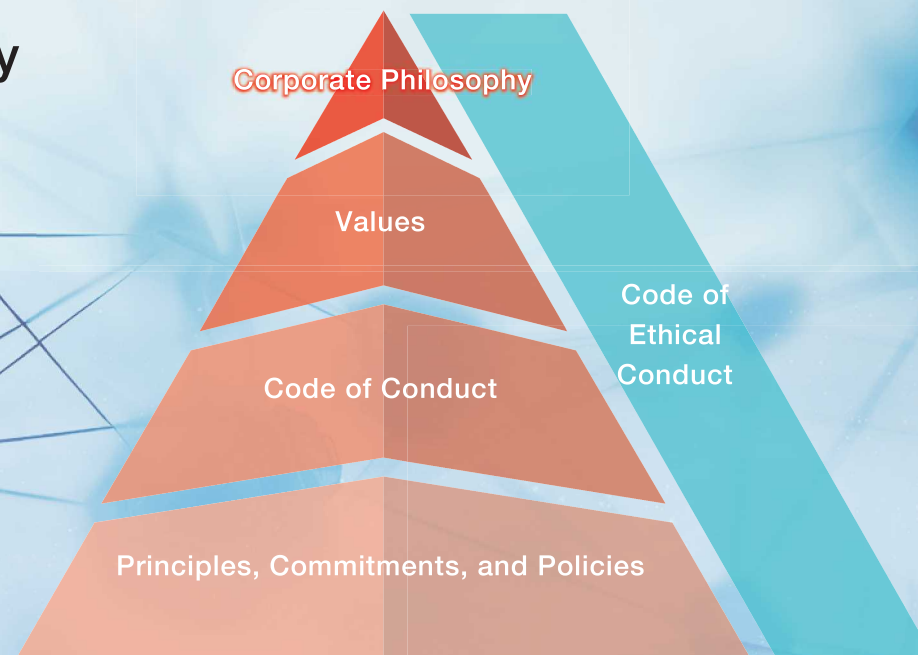 y
Corporate Philosophy
Values
Code of
Ethical
Conduct
Code of Conduct
Principles, Commitments, and Policies